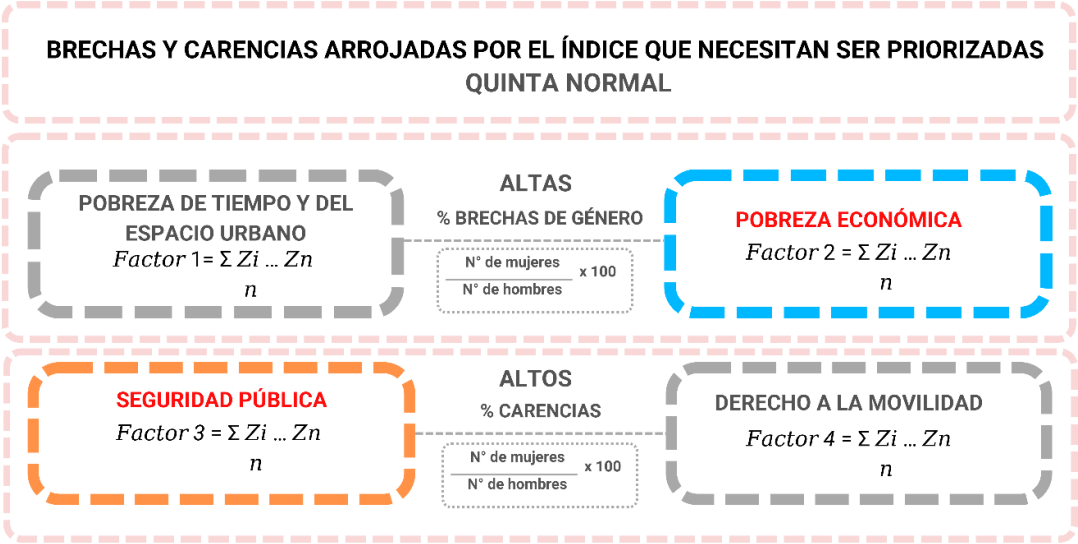 BRECHAS Y CARENCIAS ARROJADAS POR EL ÍNDICE QUE NECESITAN SER PRIORIZADAS
QUINTA NORMAL
POBREZA DE TIEMPO Y DEL
ESPACIO URBANO
Factor 1= Σ Zi ... Zn
n
ALTAS
% BRECHAS DE GÉNERO
N° de mujeres
N° de hombres
x 100
POBREZA ECONÓMICA
Factor 2 = Σ Zi ... Zn
n
SEGURIDAD PÚBLICA
Factor 3 = Σ Zi ... Zn
n
ALTOS
% CARENCIAS
N° de mujeres
N° de hombres
x 100
DERECHO A LA MOVILIDAD
Factor 4 = Σ Zi ... Zn
n